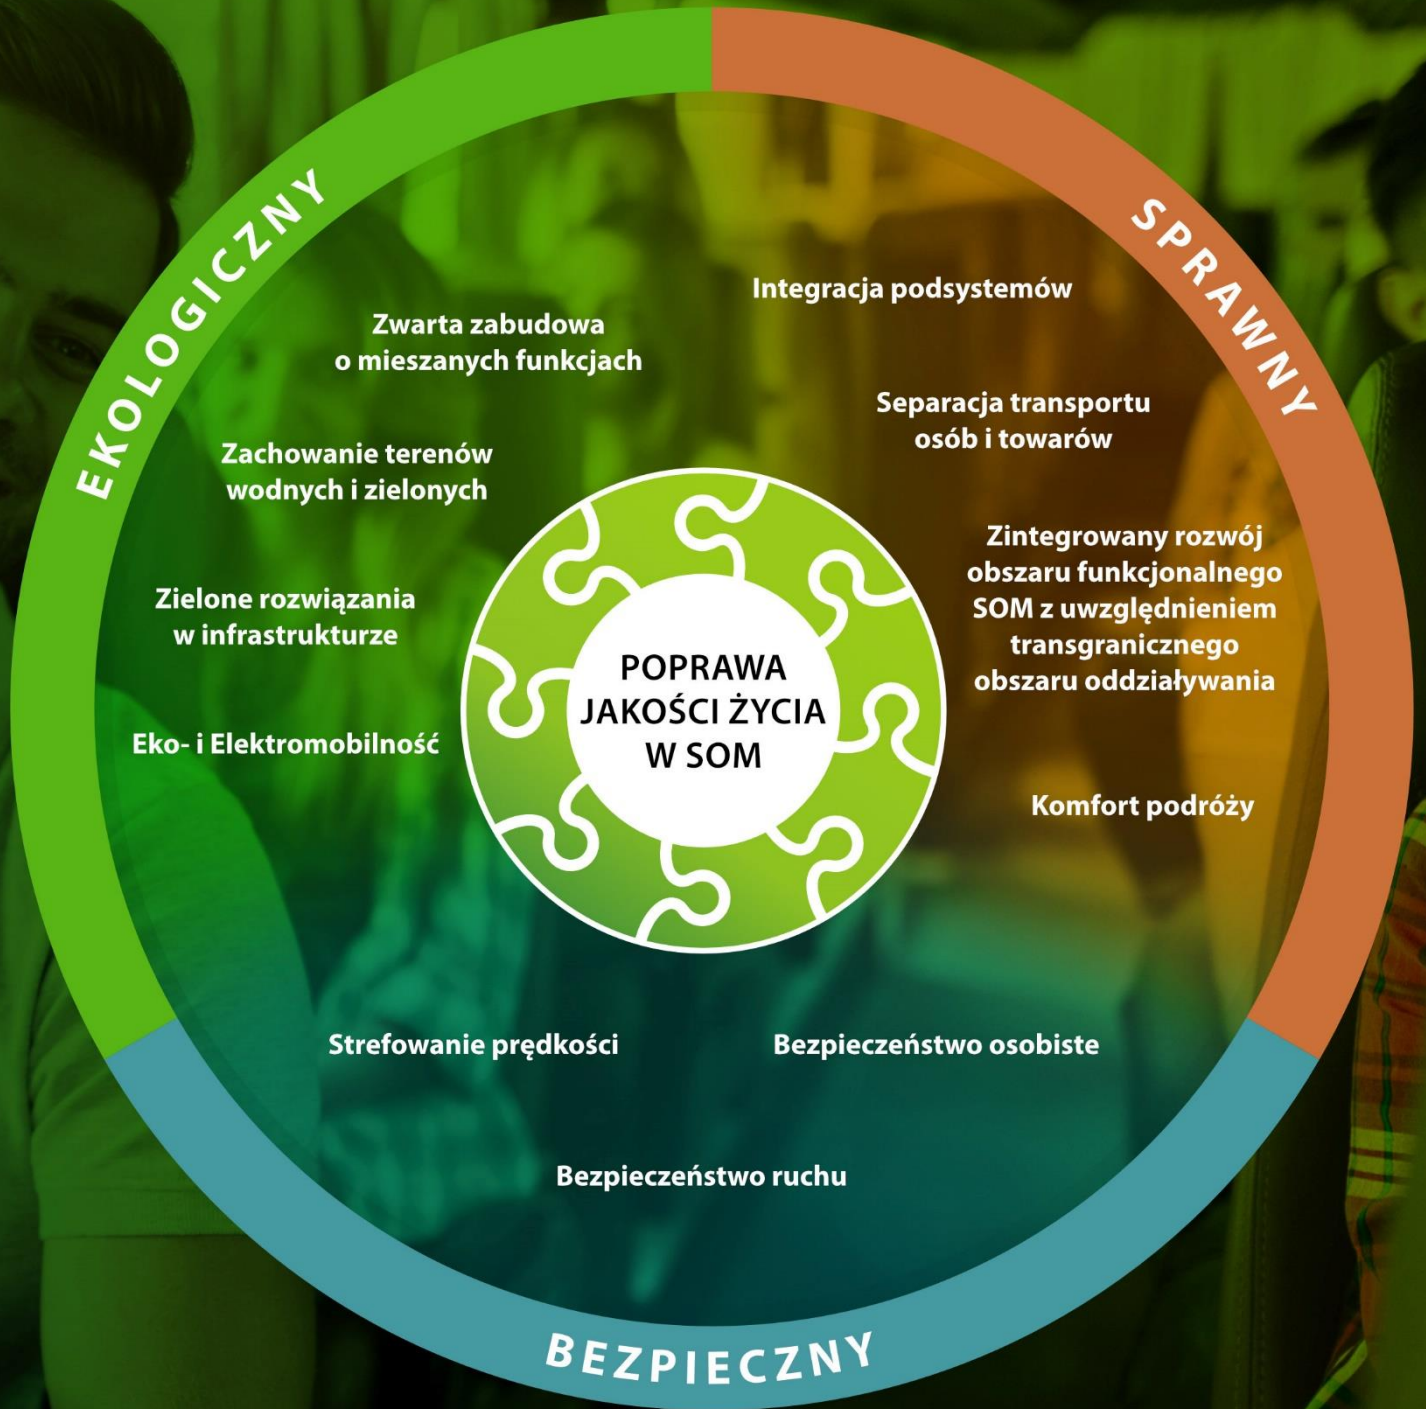 EKOLOGICZNY
Zwarta zabudowa
o mieszanych funkcjach
Zachowanie terenów
wodnych i zielonych
Zielone rozwiązania
w infrastrukturze
Eko- i Elektromobilność
SPRAWNY
Integracja podsystemów
Separacja transportu
osób i towarów
Zintegrowany rozwój
obszaru funkcjonalnego
SOM z uwzględnieniem
transgranicznego
obszaru oddziaływania
Komfort podróży
POPRAWA
JAKOŚCI ŻYCIA
W SOM
Strefowanie prędkości
Bezpieczeństwo osobiste
Bezpieczeństwo ruchu
BEZPIECZNY